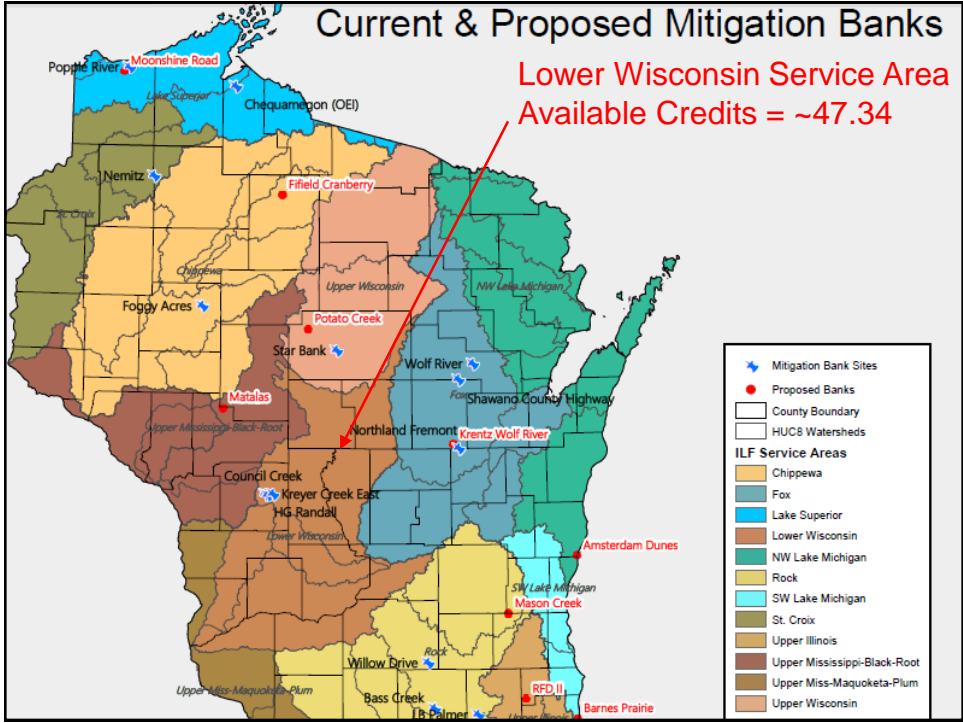 Current & Proposed Mitigation Banks
Lower Wisconsin Service Area
Available Credits = ~47.34
Popple River
Moonshine Road
Lake Superior
Chequamegon (OEI)
Nemitz
Fifield Cranberry
St. Croix
Chippewa
Upper Wisconsin
NW Lake Michigan
Foggy Acres
Potato Creek
Star Bank
Wolf River
Matalas
Fox
Shawano County Highway
Upper Mississippi-Black-Root
Northland Fremont
Krentz Wolf River
Council Creek
Kreyer Creek East
HG Randall
Lower Wisconsin
Amsterdam Dunes
SW Lake Michigan
Mason Creek
Rock
Willow Drive
Upper Miss-Maquoketa-Plum
Bass Creek
RFD II
LB Palmer
Upper Illinois
Barnes Prairie
Mitigation Bank Sites
Proposed Banks
County Boundary
HUC8 Watersheds
ILF Service Areas
Chippewa
Fox
Lake Superior
Lower Wisconsin
NW Lake Michigan
Rock
SW Lake Michigan
St. Croix
Upper Illinois
Upper Mississippi-Black-Root
Upper Miss-Maquoketa-Plum
Upper Wisconsin